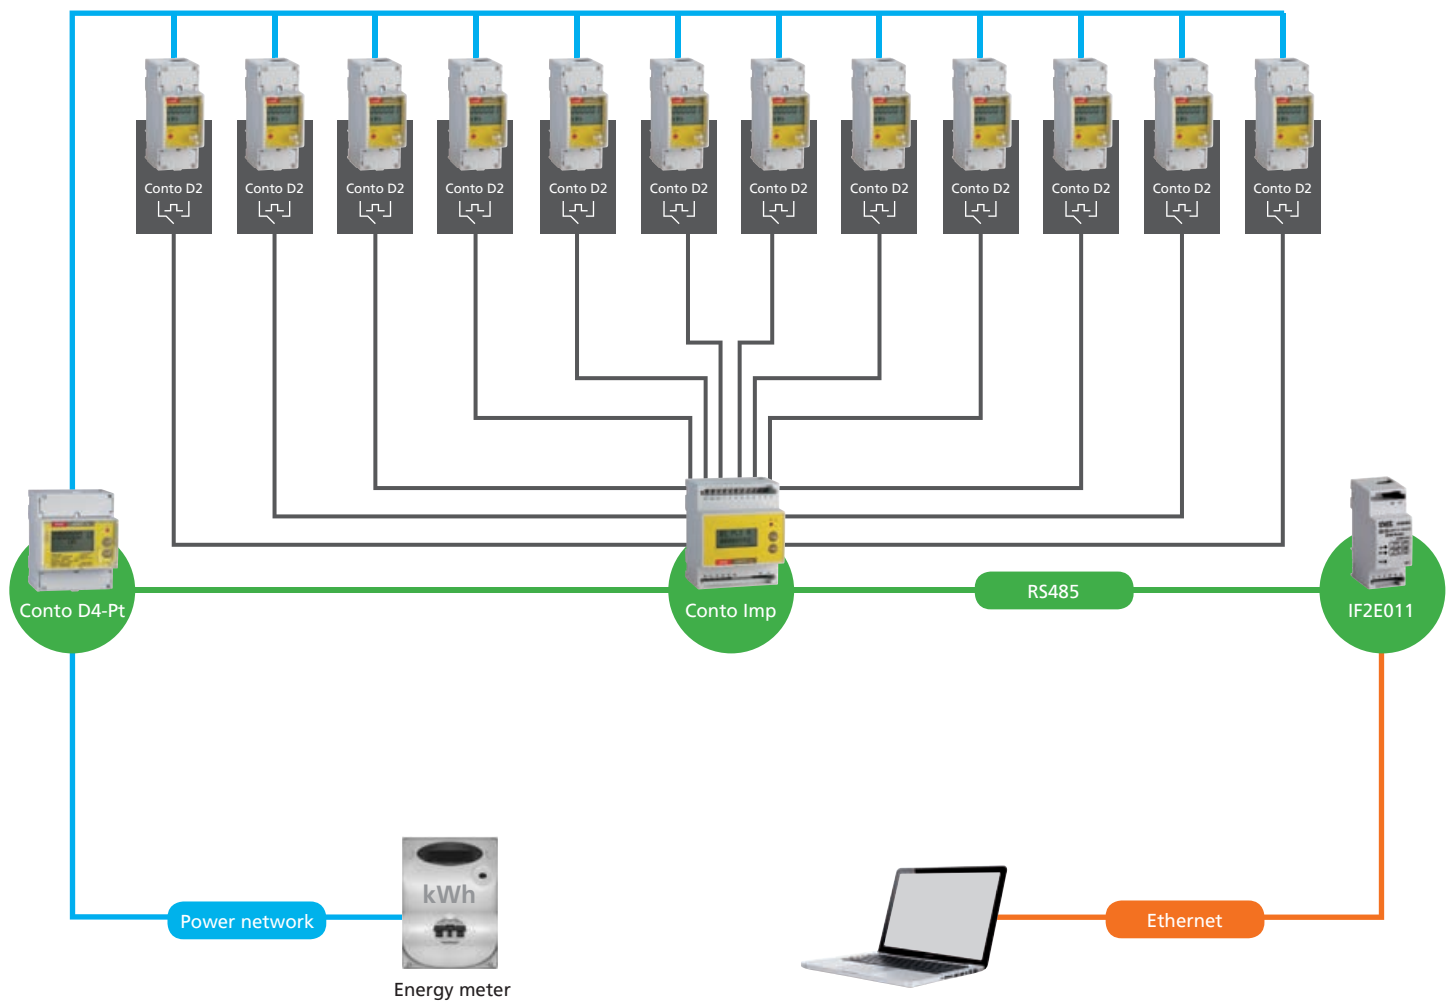 Conto D2
Conto D2
Conto D2
Conto D2
Conto D2
Conto D2
Conto D2
Conto D2
Conto D2
Conto D2
Conto D2
Conto D2
Conto D4-Pt
Conto Imp
RS485
IF2E011
kWh
Power network
Ethernet
Energy meter